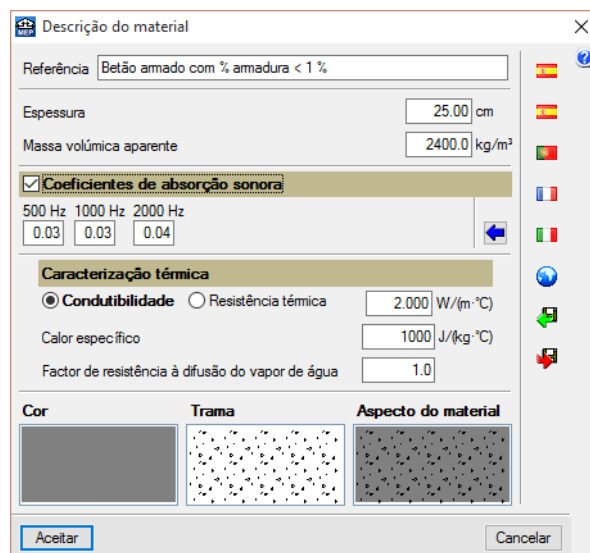 MEP
Descrição do material
Referência Betão armado com % armadura < 1 %
Espessura 25.00 cm
Massa volúmica aparente 2400.0 kg/m³
Coeficientes de absorção sonora
500 Hz 1000 Hz 2000 Hz
0.03 0.03 0.04
Caracterização térmica
Condutibilidade Resistência térmica 2.000 W/(m·°C)
Calor específico 1000 J/(kg·°C)
Factor de resistência à difusão do vapor de água 1.0
Cor Trama Aspecto do material
Aceitar Cancelar